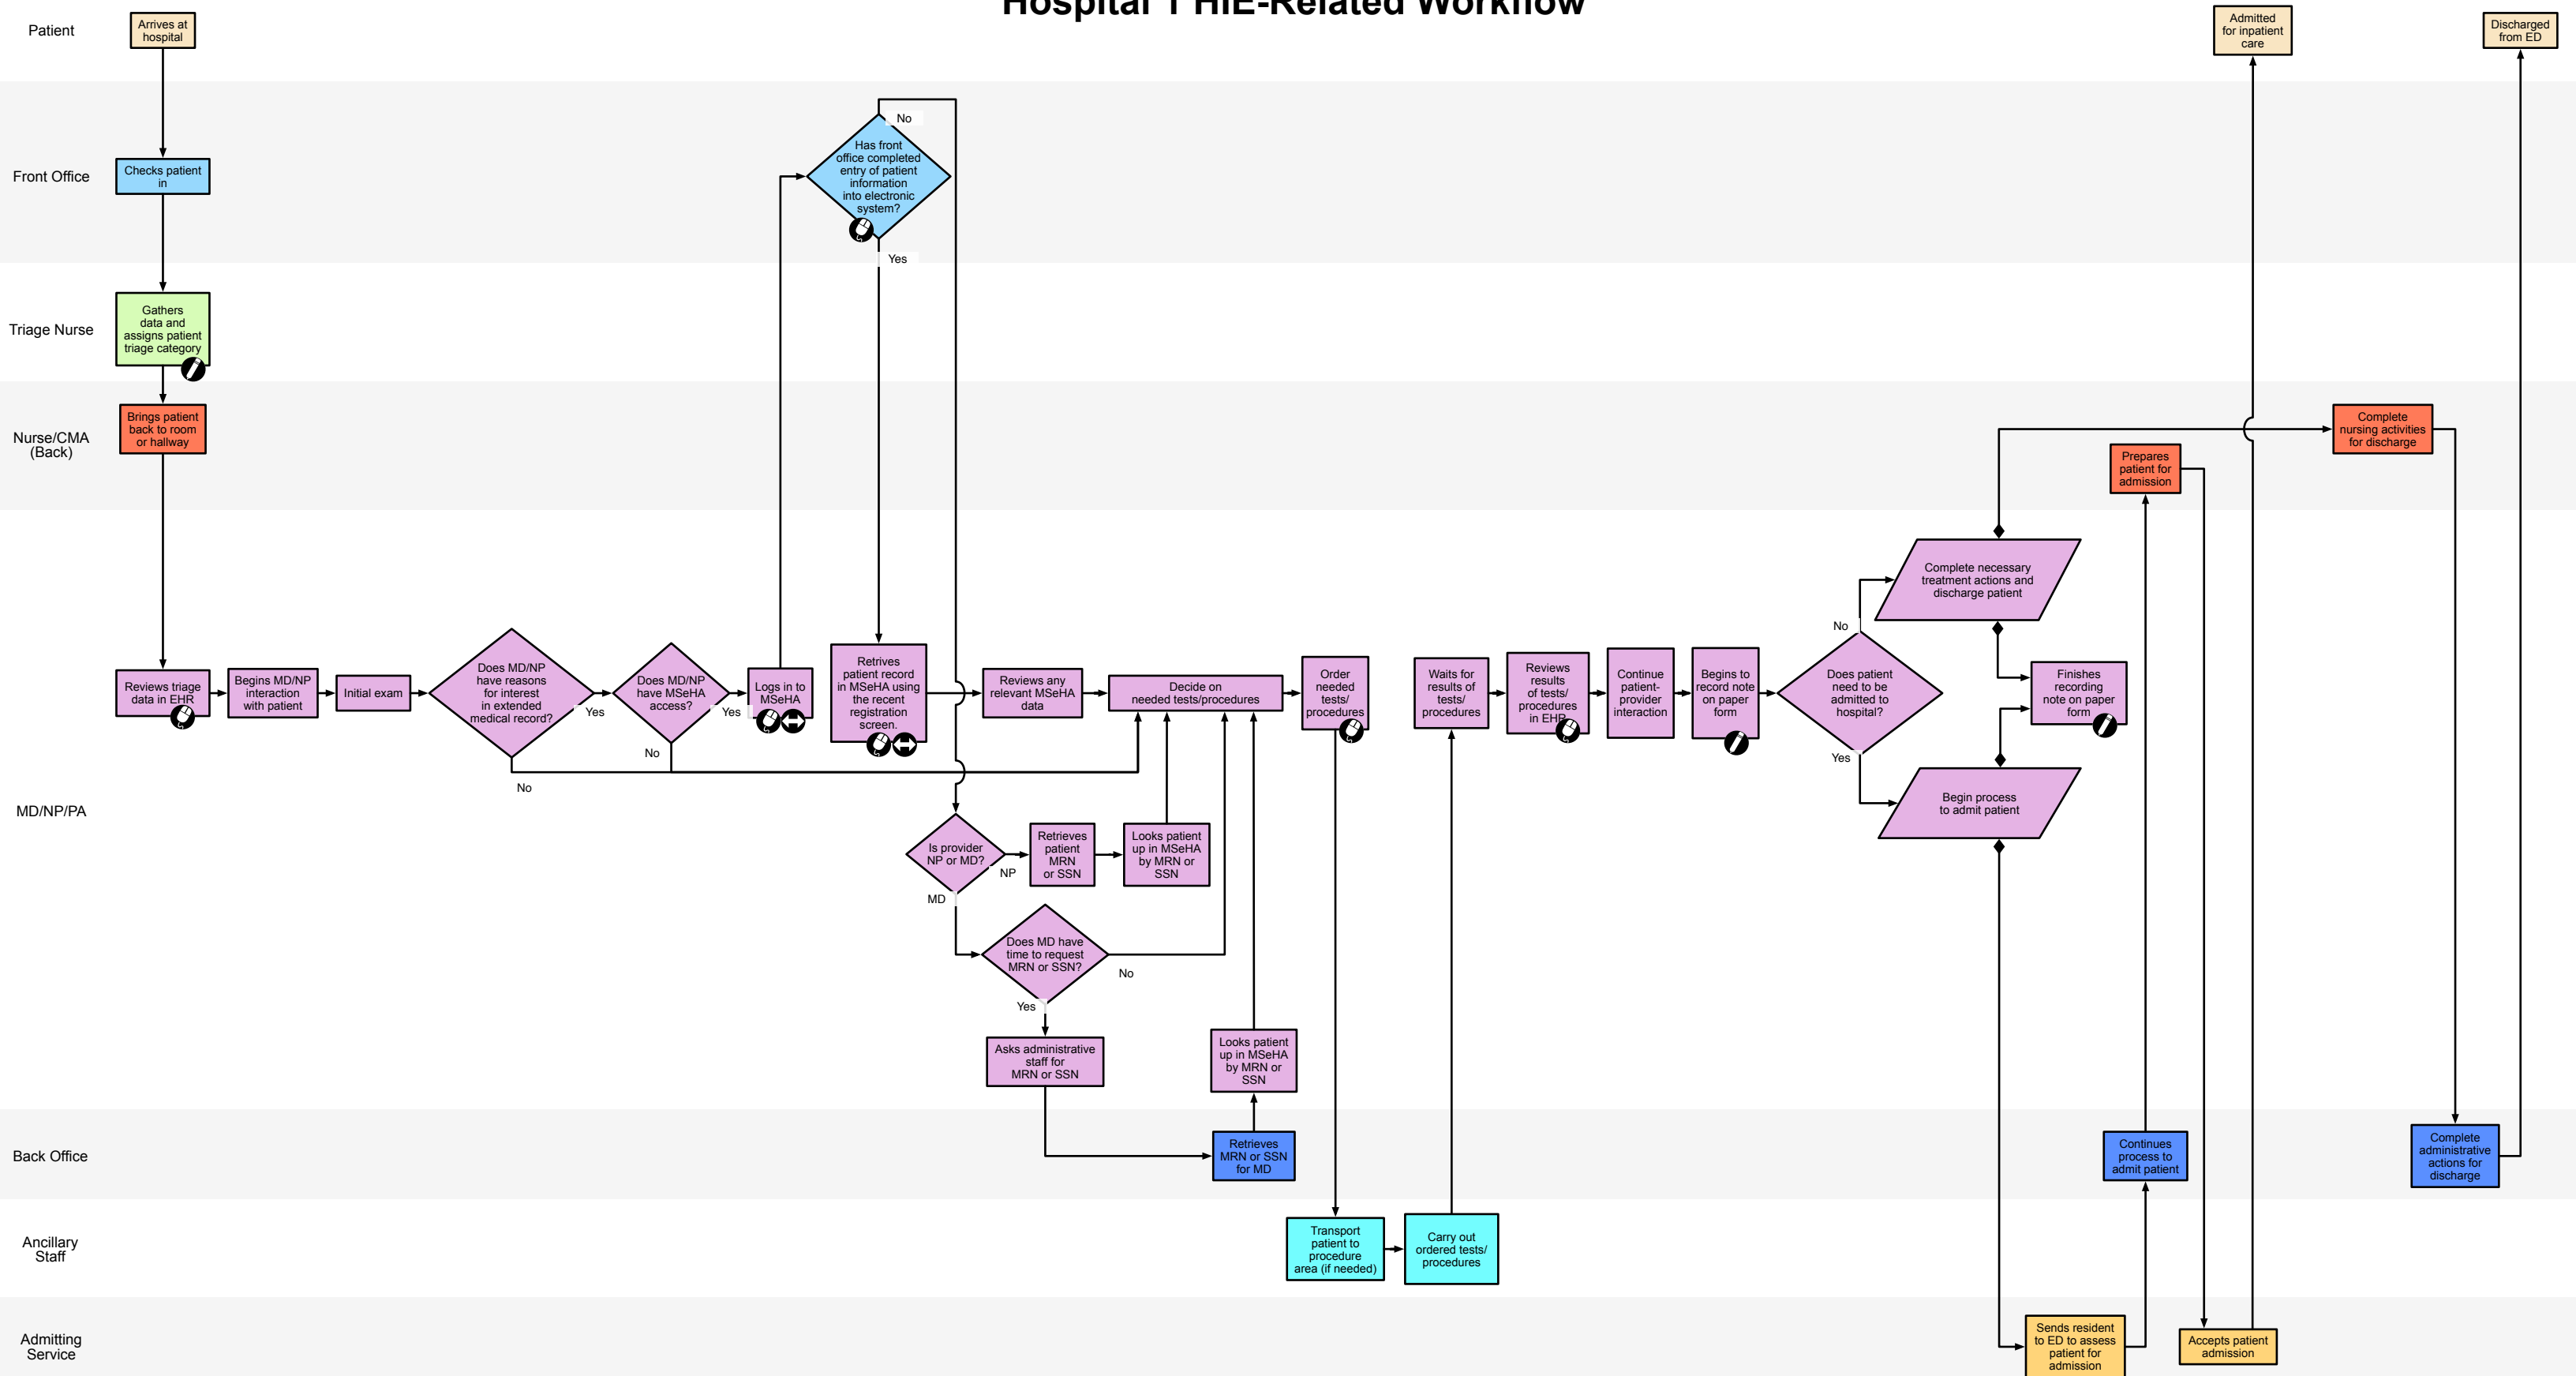 Hospital 1 HIE-Related Workflow
Patient
Arrives at
hospital
Admitted
for inpatient
care
Discharged
from ED
Front Office
Checks patient
in
No
Has front
office completed
entry of patient
information
into electronic
system?
Yes
Triage Nurse
Gathers
data and
assigns patient
triage category
Nurse/CMA
(Back)
Brings patient
back to room
or hallway
Complete
nursing activities
for discharge
Prepares
patient for
admission
MD/NP/PA
Reviews triage
data in EHR
Begins MD/NP
interaction
with patient
Initial exam
Does MD/NP
have reasons
for interest
in extended
medical record?
Yes
No
Does MD/NP
have MSeHA
access?
Yes
No
Logs in to
MSeHA
Retrives
patient record
in MSeHA using
the recent
registration
screen.
Reviews any
relevant MSeHA
data
Decide on
needed tests/procedures
Order
needed
tests/
procedures
Waits for
results of
tests/
procedures
Reviews
results
of tests/
procedures
in EHR
Continue
patient-
provider
interaction
Begins to
record note
on paper
form
Does patient
need to be
admitted to
hospital?
No
Yes
Complete necessary
treatment actions and
discharge patient
Finishes
recording
note on paper
form
Begin process
to admit patient
Is provider
NP or MD?
NP
MD
Retrieves
patient
MRN
or SSN
Looks patient
up in MSeHA
by MRN or
SSN
Does MD have
time to request
MRN or SSN?
No
Yes
Asks administrative
staff for
MRN or SSN
Looks patient
up in MSeHA
by MRN or
SSN
Back Office
Retrieves
MRN or SSN
for MD
Continues
process to
admit patient
Complete
administrative
actions for
discharge
Ancillary
Staff
Transport
patient to
procedure
area (if needed)
Carry out
ordered tests/
procedures
Admitting
Service
Sends resident
to ED to assess
patient for
admission
Accepts patient
admission